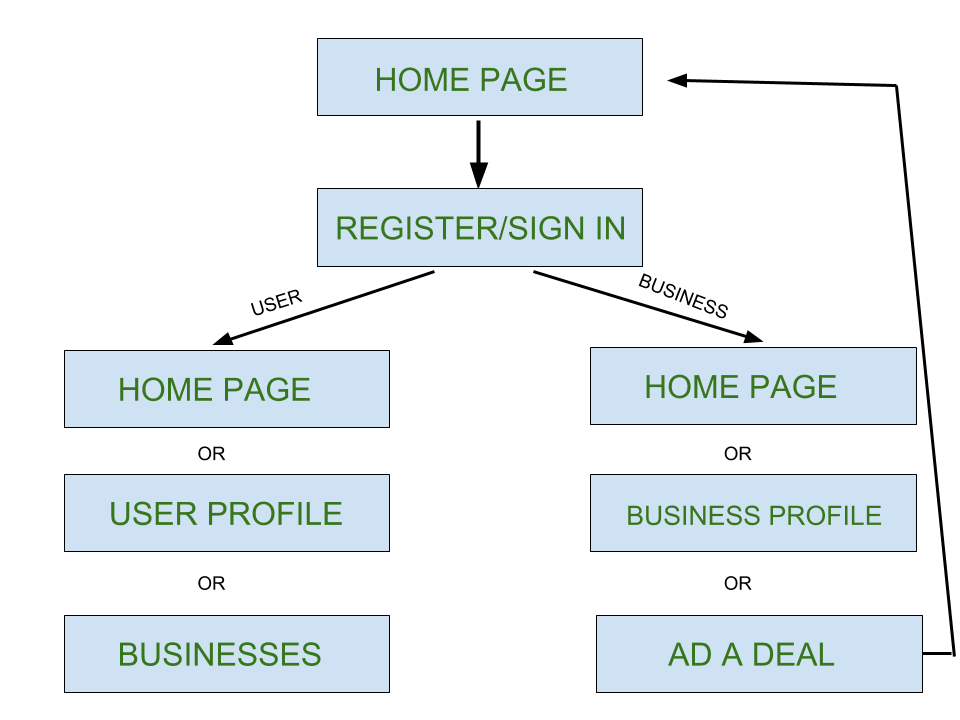 HOME PAGE
REGISTER/SIGN IN
USER
BUSINESS
HOME PAGE
HOME PAGE
OR
OR
USER PROFILE
BUSINESS PROFILE
OR
OR
BUSINESSES
AD A DEAL